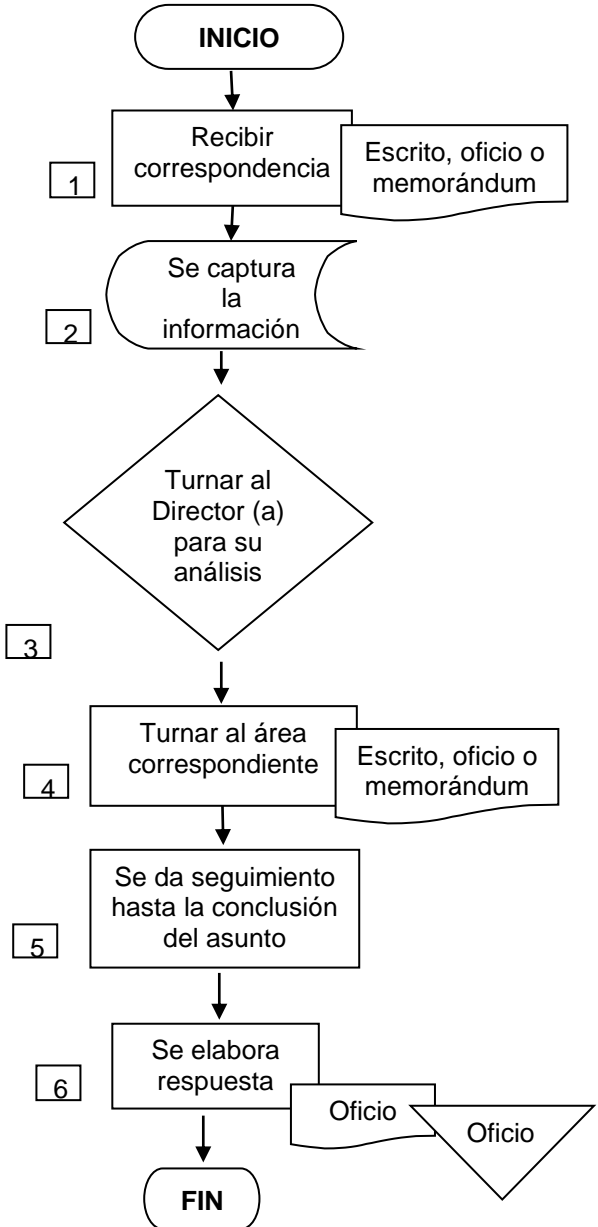 INICIO
Recibir
correspondencia
Escrito, oficio o
memorándum
1
Se captura
la
información
2
Turnar al
Director (a)
para su
análisis
3
Turnar al área
correspondiente
Escrito, oficio o
memorándum
4
Se da seguimiento
hasta la conclusión
del asunto
5
Se elabora
respuesta
6
Oficio
Oficio
FIN